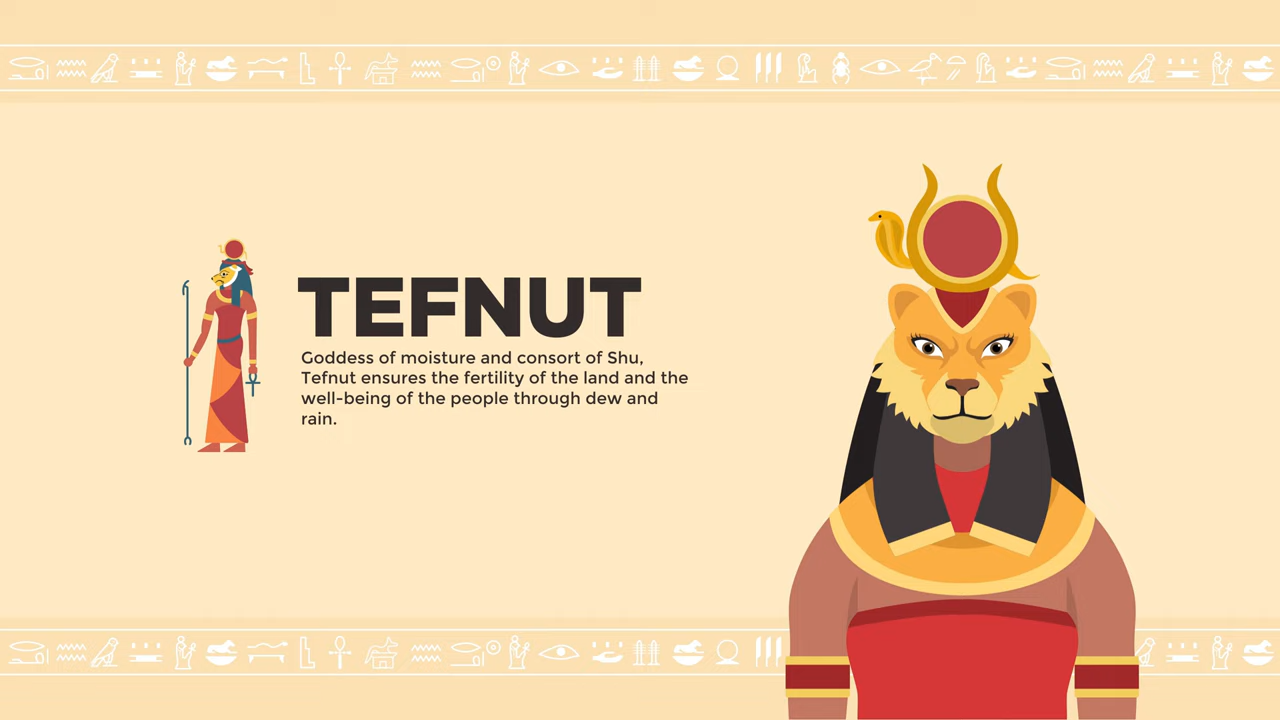 TEFNUT
Goddess of moisture and consort of Shu,
Tefnut ensures the fertility of the land and the
well-being of the people through dew and
rain.